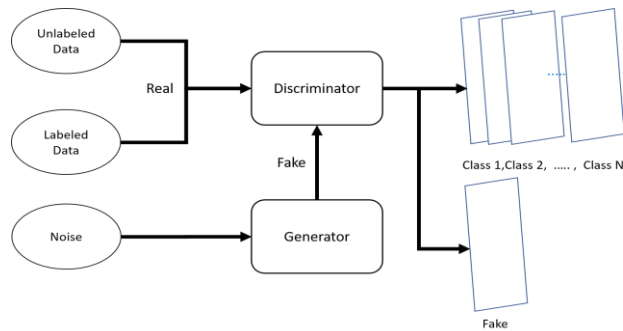 Unlabeled
Data
Real
Discriminator
Labeled
Data
Fake
Class 1,Class 2, ..... , Class N
Noise
Generator
Fake